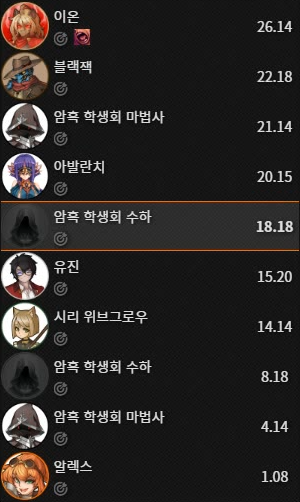 이온
26.14
블랙잭
22.18
암흑 학생회 마법사
21.14
아발란치
20.15
암흑 학생회 수하
18.18
유진
15.20
시리 위브그로우
14.14
암흑 학생회 수하
8.18
암흑 학생회 마법사
4.14
알렉스
1.08